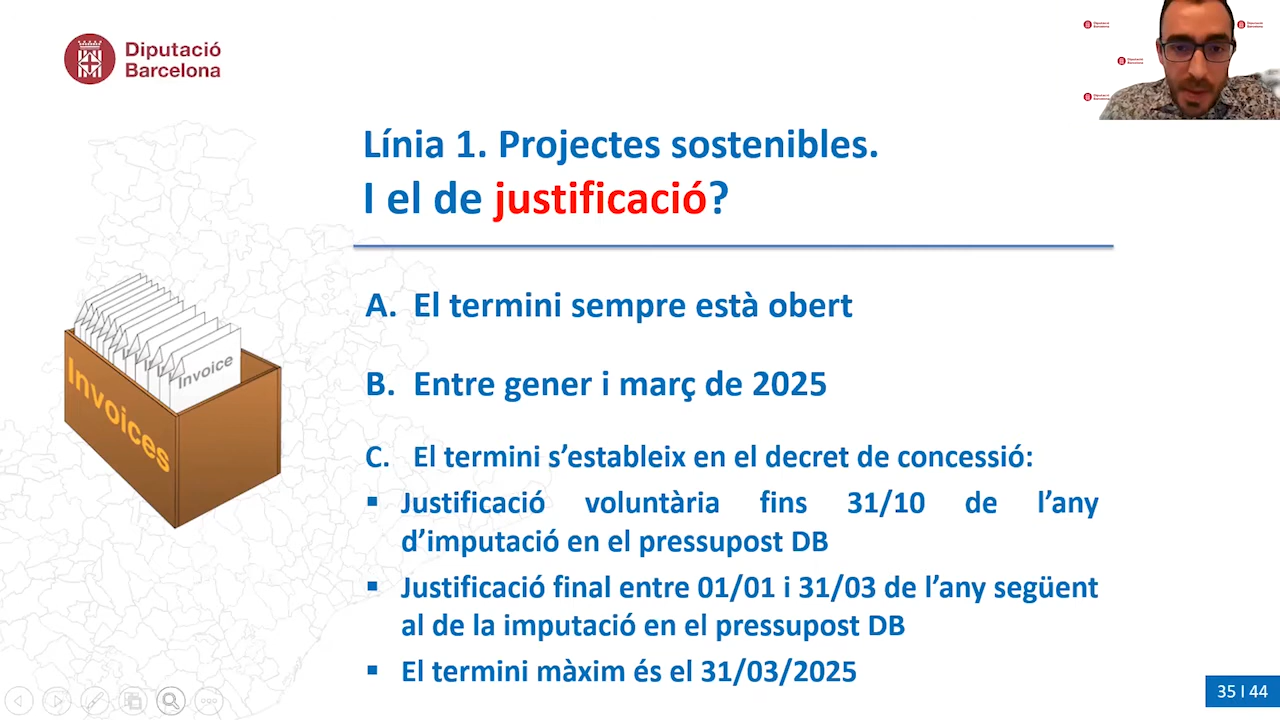 Diputació
Barcelona
Línia 1. Projectes sostenibles.
I el de justificació?
A. El termini sempre està obert
B. Entre gener i març de 2025
C. El termini s’estableix en el decret de concessió:
▪ Justificació voluntària fins 31/10 de l’any
d’imputació en el pressupost DB
▪ Justificació final entre 01/01 i 31/03 de l’any següent
al de la imputació en el pressupost DB
▪ El termini màxim és el 31/03/2025
Invoice
Invoices
35 I 44